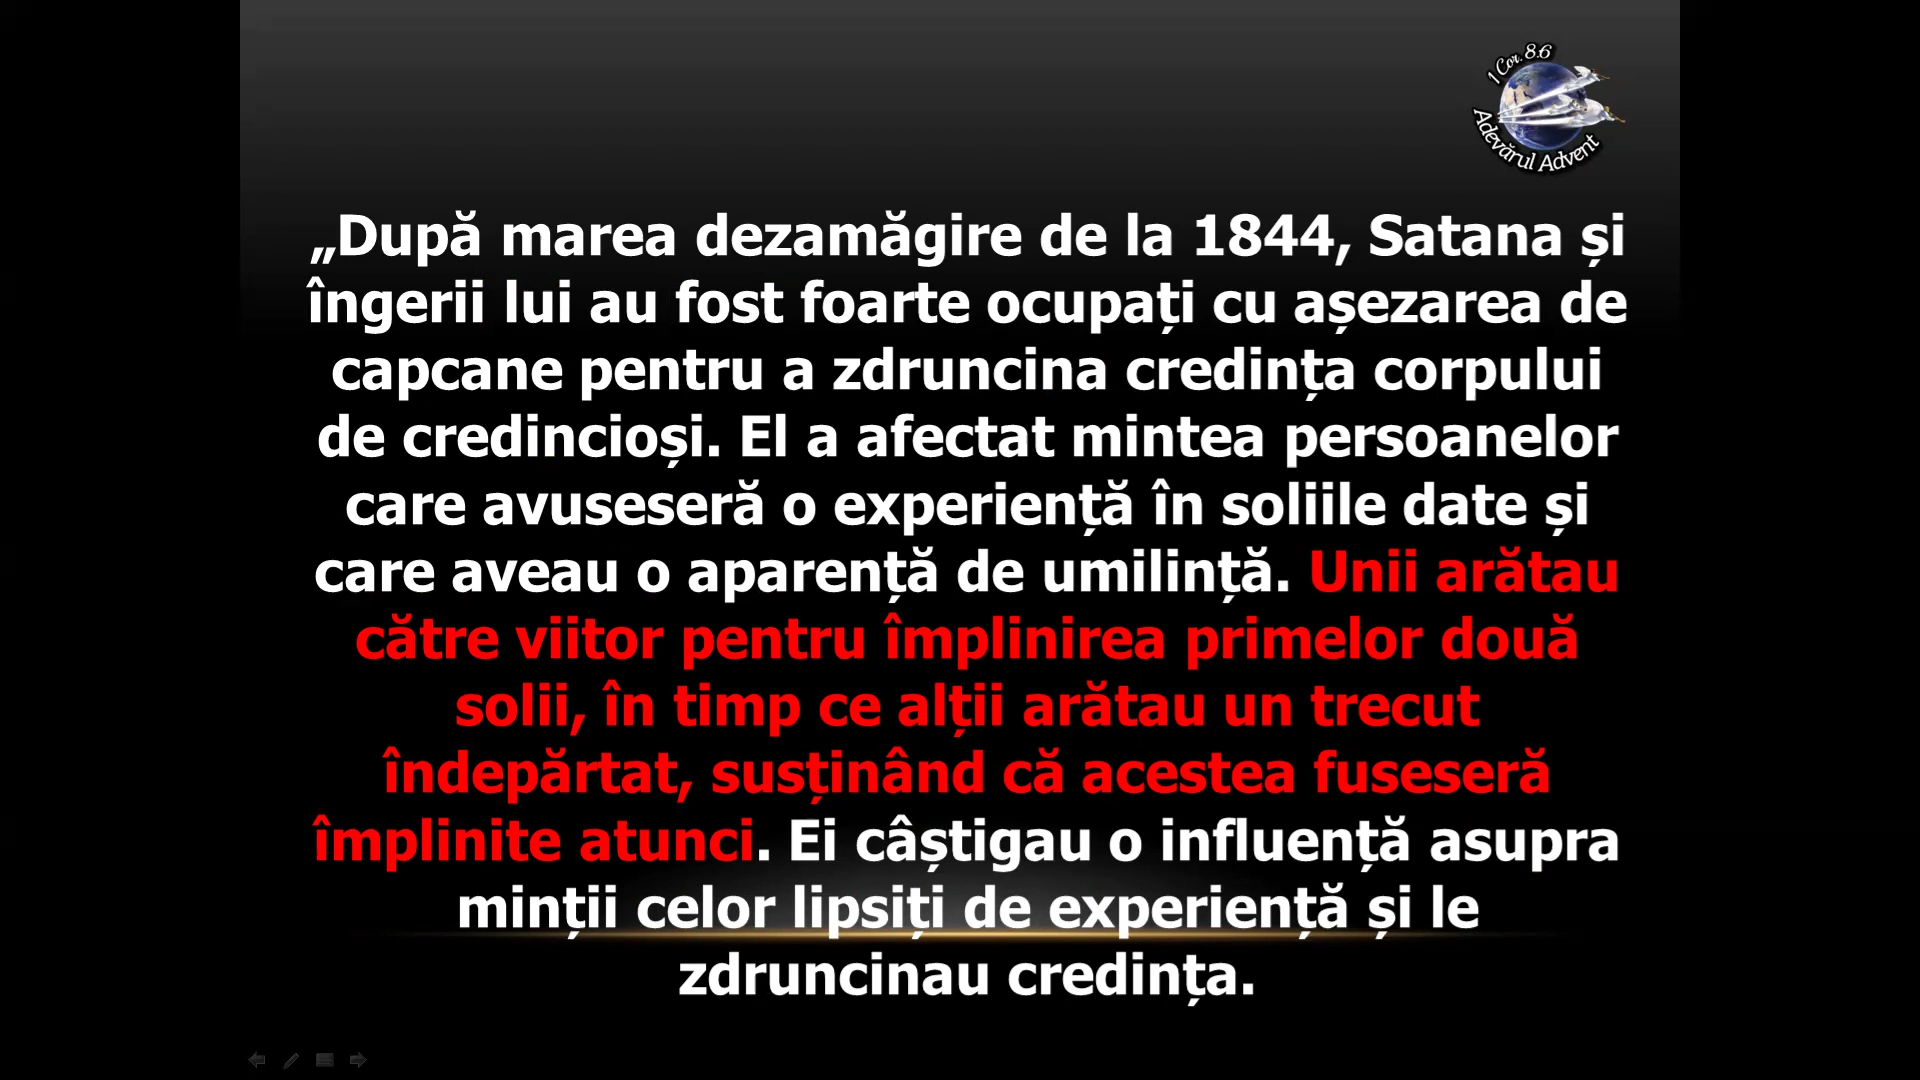 1 Cor. 8:6
Adevărul Advent
„După marea dezamăgire de la 1844, Satana și
îngerii lui au fost foarte ocupați cu așezarea de
capcane pentru a zdruncina credința corpului
de credincioși. El a afectat mintea persoanelor
care avuseseră o experiență în soliile date și
care aveau o aparență de umilință. Unii arătau
către viitor pentru împlinirea primelor două
solii, în timp ce alții arătau un trecut
îndepărtat, susținând că acestea fuseseră
împlinite atunci. Ei câștigau o influență asupra
minții celor lipsiți de experiență și le
zdruncinau credința.